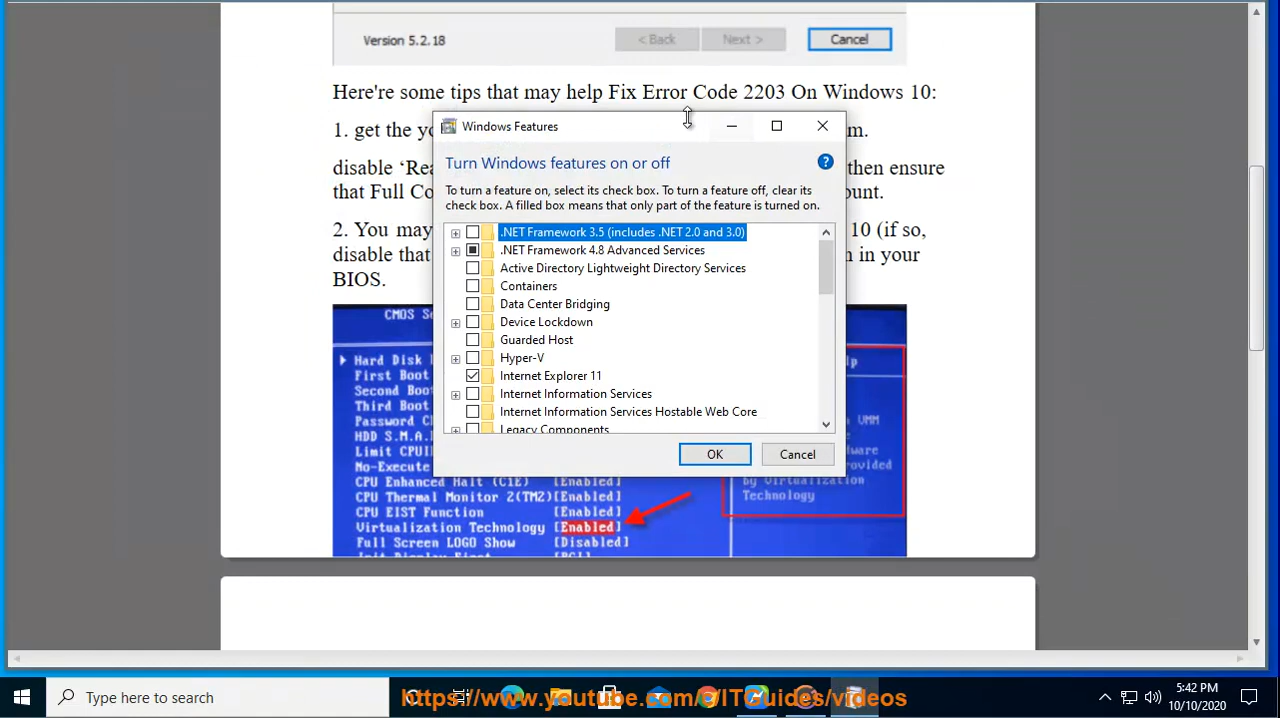 Version 5.2.18
< Back
Next >
Cancel
Here're some tips that may help Fix Error Code 2203 On Windows 10:
1. get the yo
m.
disable ‘Rea
then ensure
that Full Co
ount.
2. You may
10 (if so,
disable that
n in your
BIOS.
Windows Features
Turn Windows features on or off
To turn a feature on, select its check box. To turn a feature off, clear its
check box. A filled box means that only part of the feature is turned on.
.NET Framework 3.5 (includes .NET 2.0 and 3.0)
.NET Framework 4.8 Advanced Services
Active Directory Lightweight Directory Services
Containers
Data Center Bridging
Device Lockdown
Guarded Host
Hyper-V
Internet Explorer 11
Internet Information Services
Internet Information Services Hostable Web Core
Legacy Components
OK
Cancel
CMOS Se
Hard Disk
lp
First Boot
Second Boo
Third Boot
Password C
VMM
HDD S.M.A.
Limit CPUI
dware
No-Execute
rovided
CPU Enhanced Halt (C1E) [Enabled]
by Virtualization
CPU Thermal Monitor 2(TM2)[Enabled]
Technology
CPU EIST Function [Enabled]
Virtualization Technology [Enabled]
Full Screen LOGO Show [Disabled]
Init Display First [PCI]
Type here to search
https://www.youtube.com/@ITGuides/videos
5:42 PM
10/10/2020